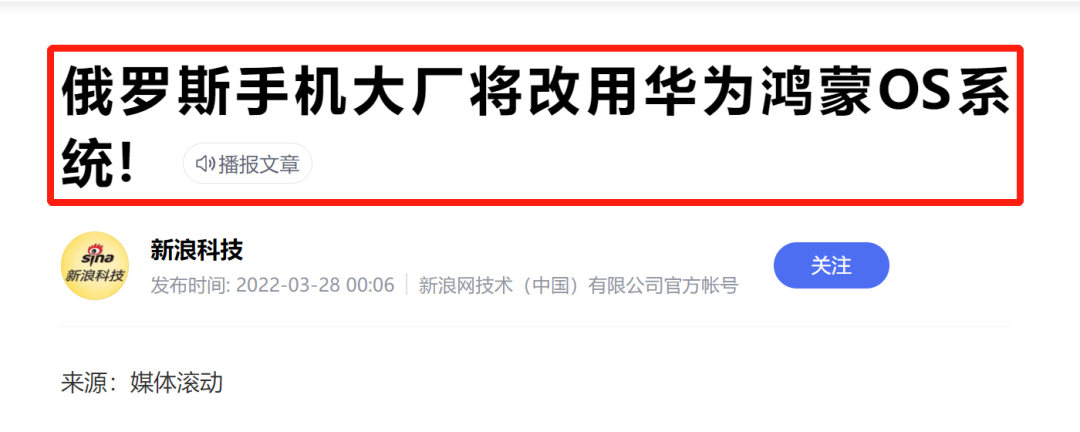 俄罗斯手机大厂将改用华为鸿蒙OS系
统!
播报文章
sina
新浪科技
新浪科技
发布时间: 2022-03-28 00:06 | 新浪网技术（中国）有限公司官方帐号
关注
来源：媒体滚动